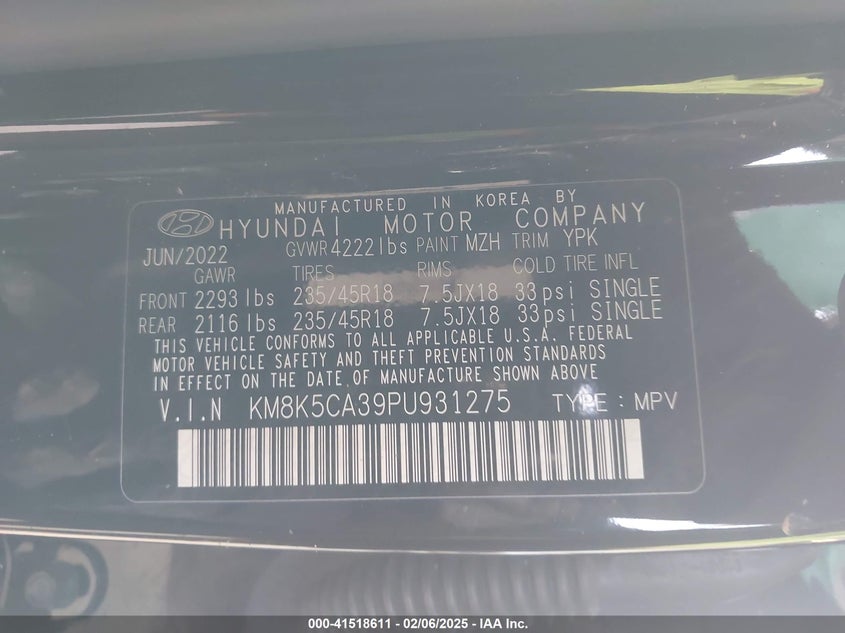 MANUFACTURED IN KOREA BY
HYUNDAI MOTOR COMPANY
JUN/2022 GVWR 4222 lbs PAINT MZH TRIM YPK
GAWR TIRES RIMS COLD TIRE INFL
FRONT 2293 lbs 235/45R18 7.5JX18 33 psi SINGLE
REAR 2116 lbs 235/45R18 7.5JX18 33 psi SINGLE
THIS VEHICLE CONFORMS TO ALL APPLICABLE U.S.A. FEDERAL
MOTOR VEHICLE SAFETY AND THEFT PREVENTION STANDARDS
IN EFFECT ON THE DATE OF MANUFACTURE SHOWN ABOVE
V.I.N KM8K5CA39PU931275 TYPE : MPV
000-41518611 - 02/06/2025 - IAA Inc.